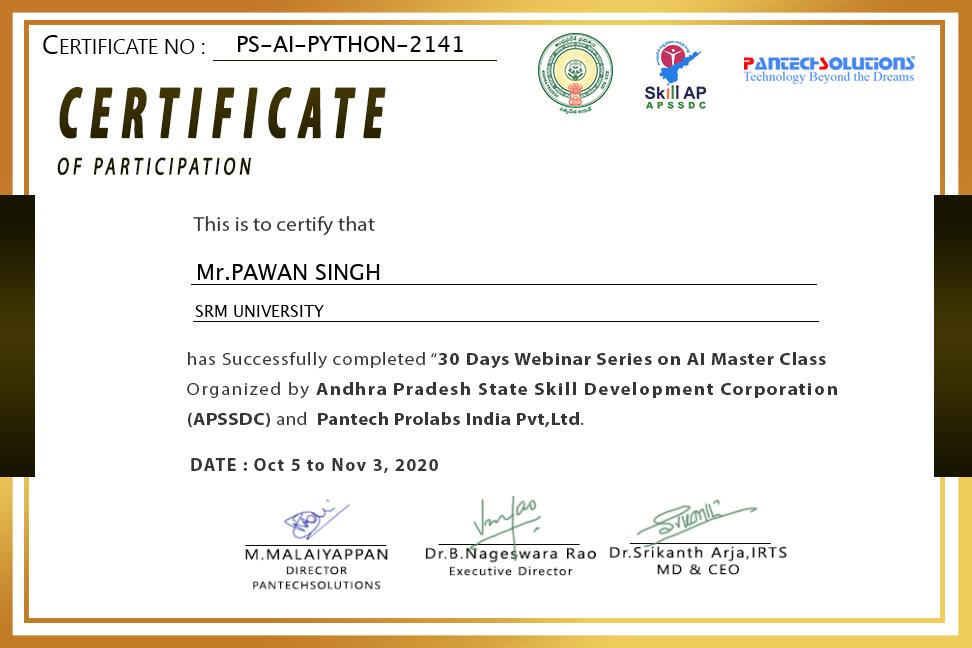 CERTIFICATE NO : PS-AI-PYTHON-2141
Skill AP
APSSDC
PANTECH SOLUTIONS
Technology Beyond the Dreams
CERTIFICATE
OF PARTICIPATION
This is to certify that
Mr.PAWAN SINGH
SRM UNIVERSITY
has Successfully completed “30 Days Webinar Series on AI Master Class
Organized by Andhra Pradesh State Skill Development Corporation
(APSSDC) and Pantech Prolabs India Pvt,Ltd.
DATE : Oct 5 to Nov 3, 2020
M.MALAIYAPPAN
DIRECTOR
PANTECHSOLUTIONS
Dr.B.Nageswara Rao
Executive Director
Dr.Srikanth Arja,IRTS
MD & CEO